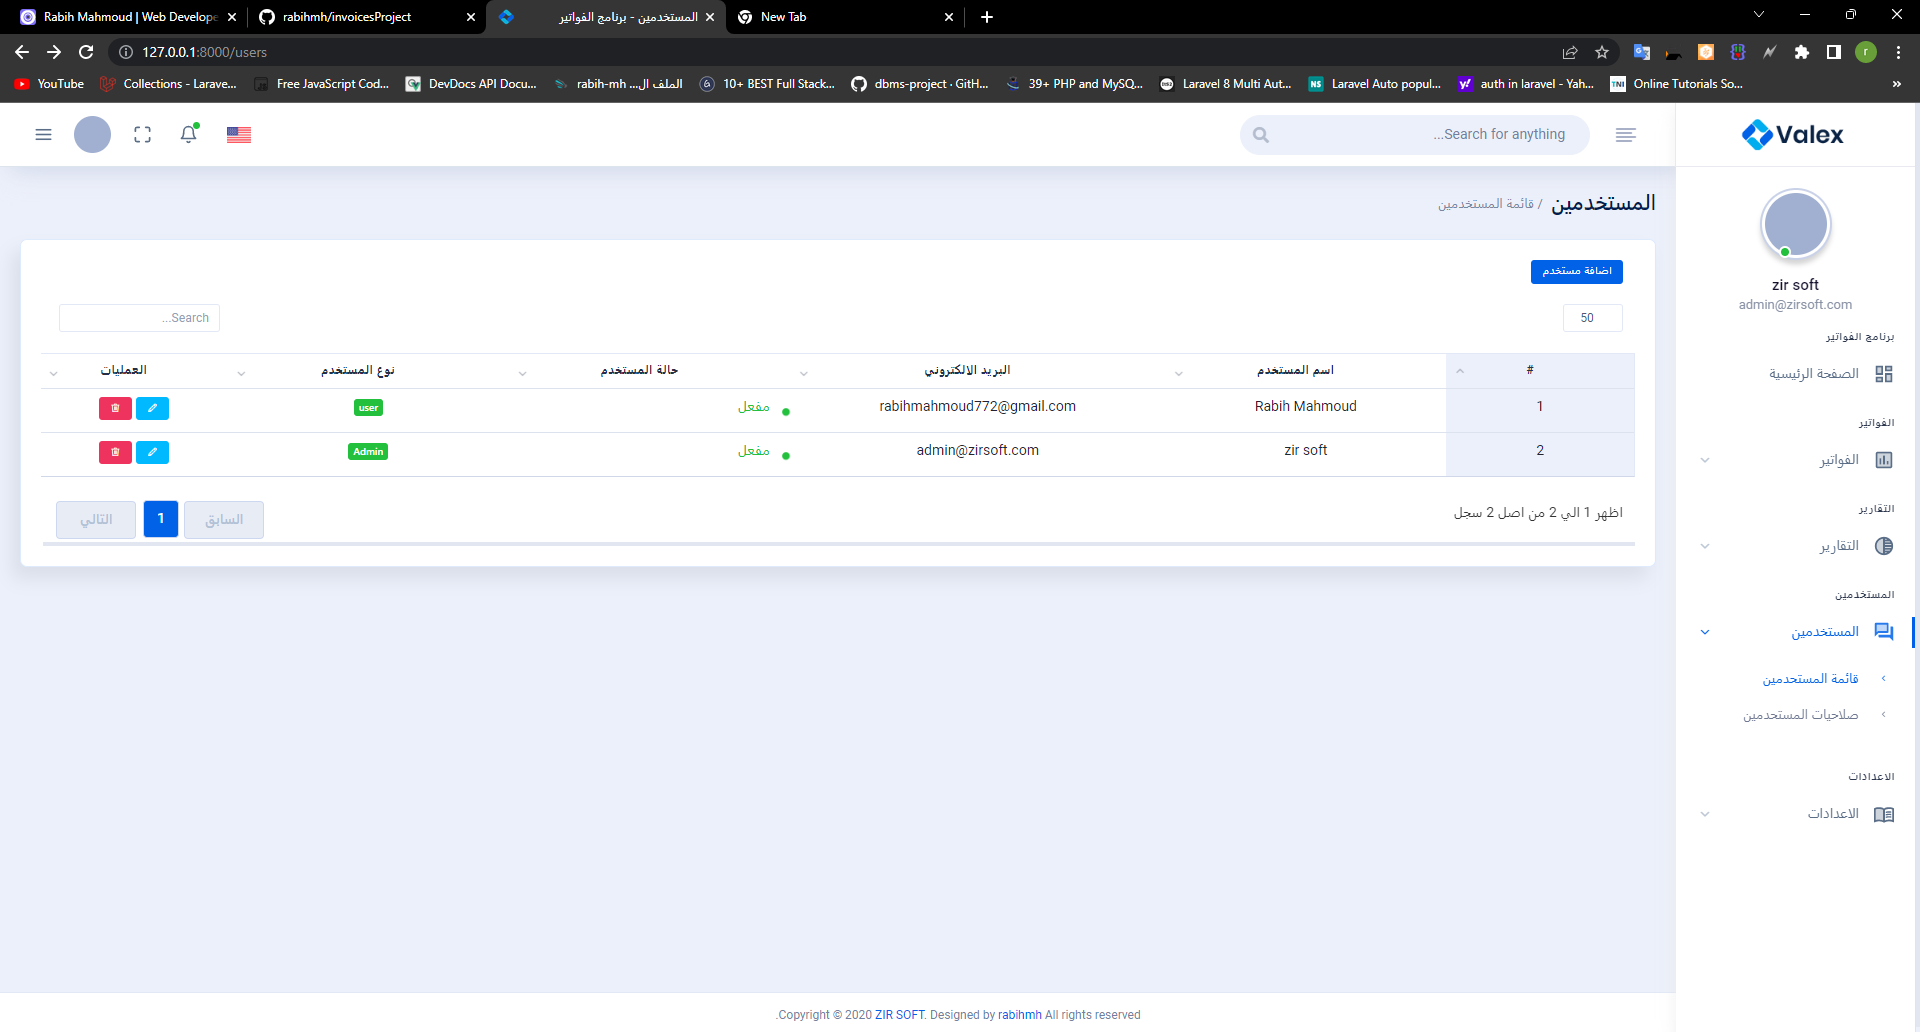 Rabih Mahmoud | Web Develope
rabihmh/invoicesProject
المستخدمين - برنامج الفواتير
New Tab
127.0.0.1:8000/users
YouTube
Collections - Larave...
Free JavaScript Cod...
DevDocs API Docu...
rabih-mh ...الملف ال
10+ BEST Full Stack...
dbms-project · GitH...
39+ PHP and MySQ...
Laravel 8 Multi Aut...
Laravel Auto popul...
auth in laravel - Yah...
Online Tutorials So...
»
...Search for anything
Valex
المستخدمين / قائمة المستخدمين
zir soft
admin@zirsoft.com
برنامج الفواتير
الصفحة الرئيسية
الفواتير
الفواتير
التقارير
التقارير
المستخدمين
المستخدمين
قائمة المستحدمين
صلاحيات المستحدمين
الاعدادات
الاعدادات
اضافة مستخدم
50
...Search
# اسم المستخدم البريد الالكتروني حالة المستخدم نوع المستخدم العمليات
1 Rabih Mahmoud rabihmahmoud772@gmail.com مفعل user
2 zir soft admin@zirsoft.com مفعل Admin
اظهر 1 الي 2 من اصل 2 سجل
السابق 1 التالي
.Copyright © 2020 ZIR SOFT. Designed by rabihmh All rights reserved